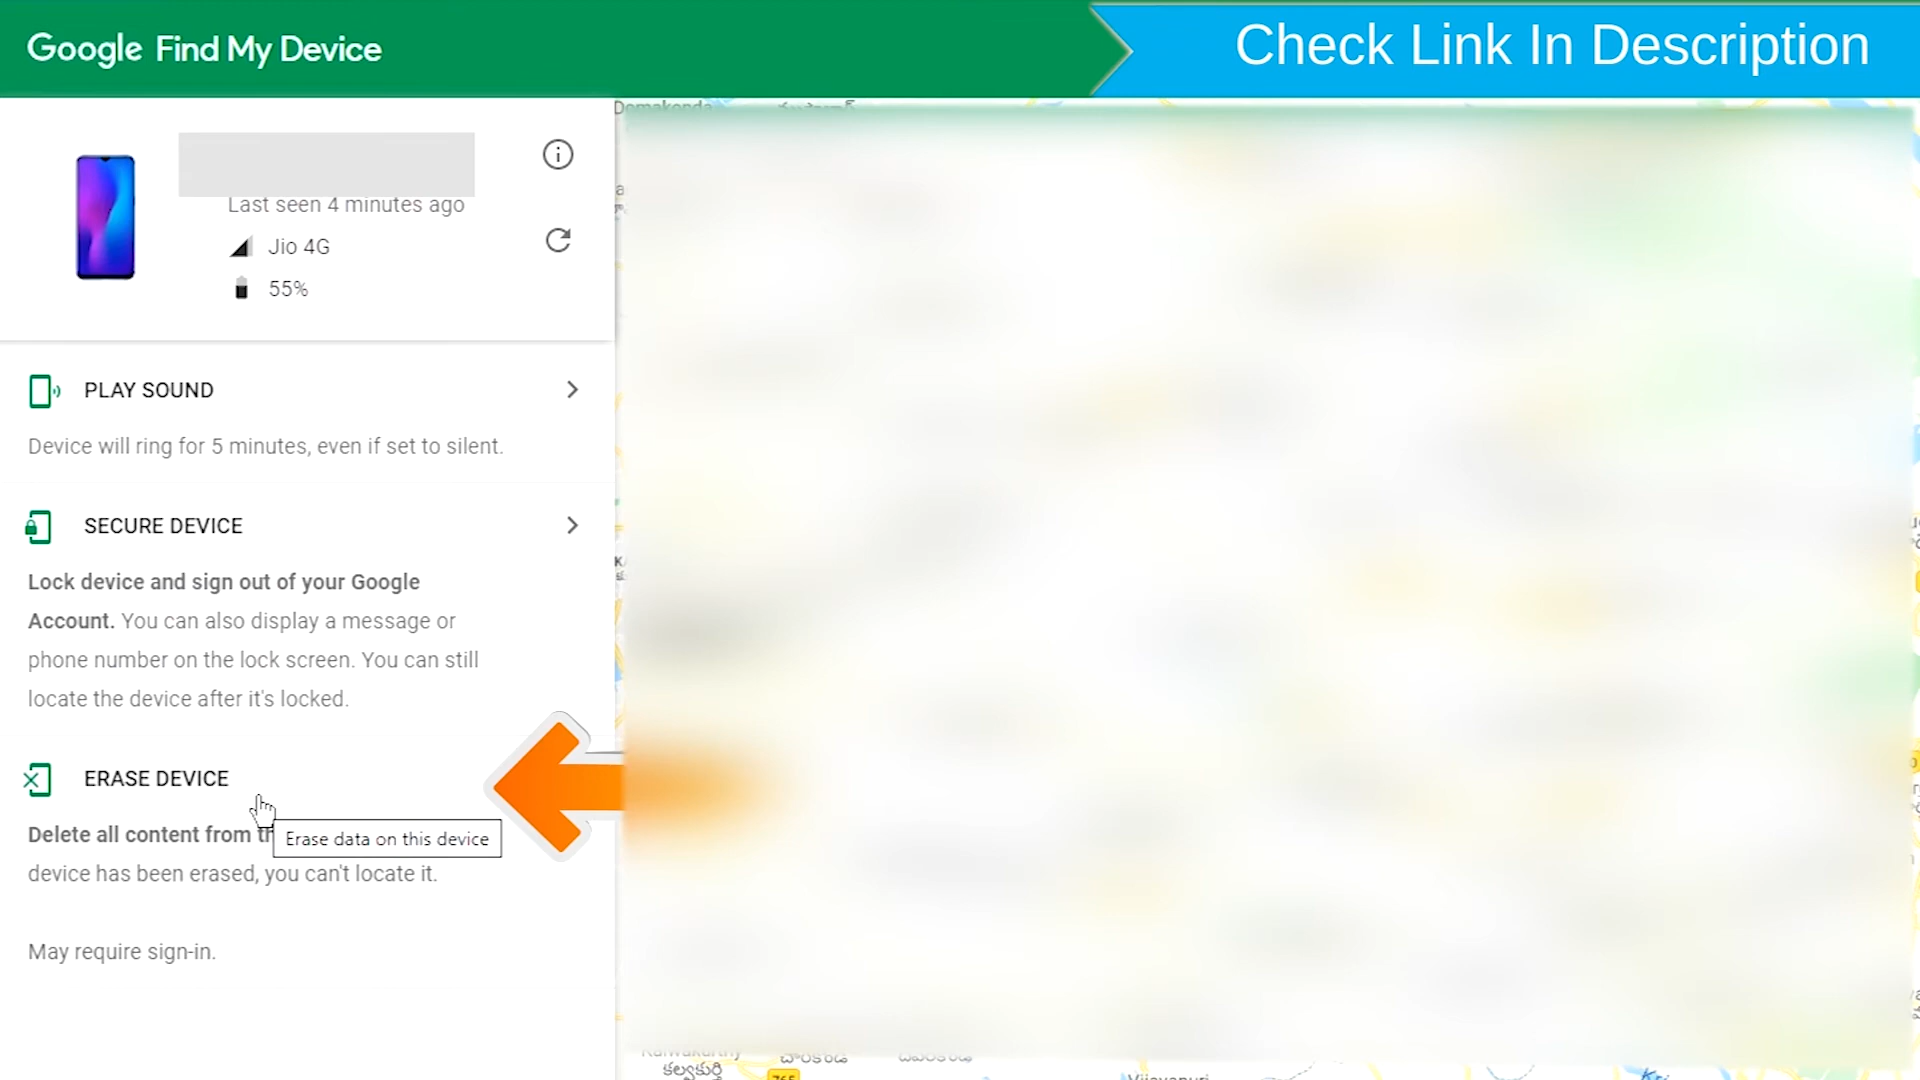 Google Find My Device
Check Link In Description
Last seen 4 minutes ago
Jio 4G
55%
PLAY SOUND
Device will ring for 5 minutes, even if set to silent.
SECURE DEVICE
Lock device and sign out of your Google
Account. You can also display a message or
phone number on the lock screen. You can still
locate the device after it's locked.
ERASE DEVICE
Delete all content from
Erase data on this device
device has been erased, you can't locate it.
May require sign-in.
Domakonda
కల్వకుర్తి
765